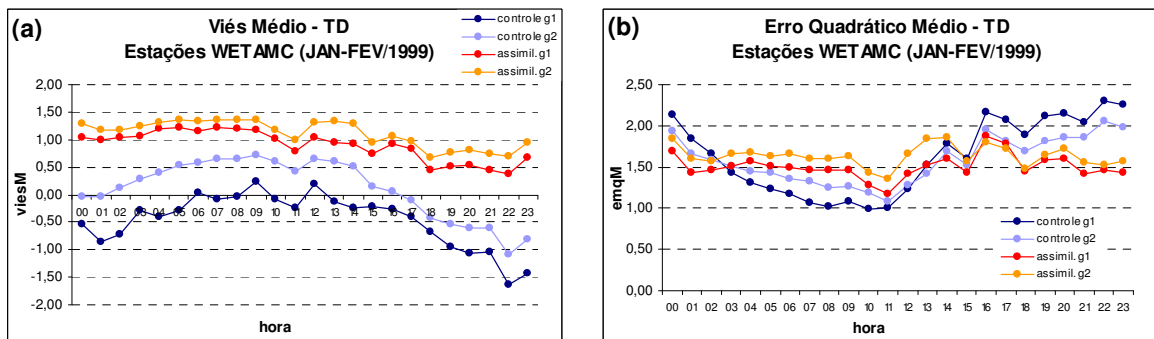 (a)
Viés Médio - TD
Estações WETAMC (JAN-FEV/1999)
controle g1
controle g2
assimil. g1
assimil. g2
2,00
1,50
1,00
0,50
0,00
-0,50
-1,00
-1,50
-2,00
viesM
00 01 02 03 04 05 06 07 08 09 10 11 12 13 14 15 16 17 18 19 20 21 22 23
hora
(b)
Erro Quadrático Médio - TD
Estações WETAMC (JAN-FEV/1999)
2,50
2,00
1,50
1,00
0,50
0,00
emqM
controle g1
controle g2
assimil. g1
assimil. g2
00 01 02 03 04 05 06 07 08 09 10 11 12 13 14 15 16 17 18 19 20 21 22 23
hora